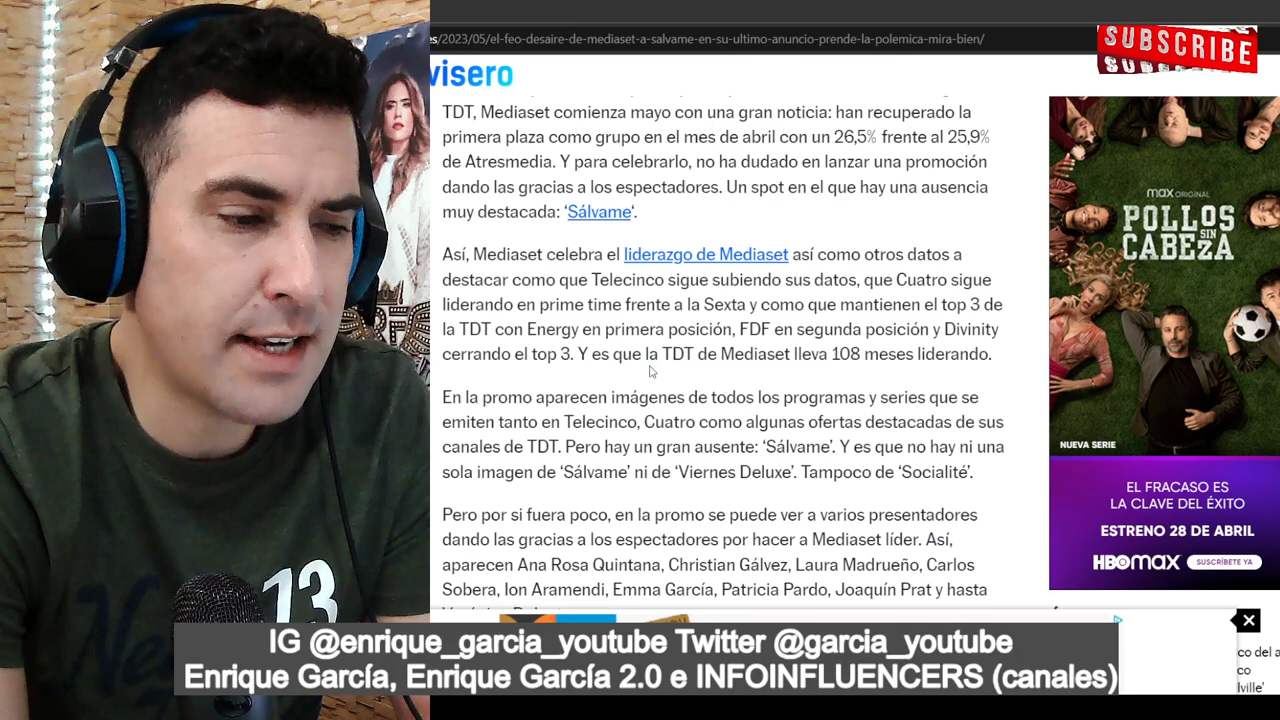 es/2023/05/el-feo-desaire-de-mediaset-a-salvame-en-su-ultimo-anuncio-prende-la-polemica-mira-bien/
SUBSCRIBE
visero
TDT, Mediaset comienza mayo con una gran noticia: han recuperado la
primera plaza como grupo en el mes de abril con un 26,5% frente al 25,9%
de Atresmedia. Y para celebrarlo, no ha dudado en lanzar una promoción
dando las gracias a los espectadores. Un spot en el que hay una ausencia
muy destacada: ‘Sálvame‘.
Así, Mediaset celebra el liderazgo de Mediaset así como otros datos a
destacar como que Telecinco sigue subiendo sus datos, que Cuatro sigue
liderando en prime time frente a la Sexta y como que mantienen el top 3 de
la TDT con Energy en primera posición, FDF en segunda posición y Divinity
cerrando el top 3. Y es que la TDT de Mediaset lleva 108 meses liderando.
En la promo aparecen imágenes de todos los programas y series que se
emiten tanto en Telecinco, Cuatro como algunas ofertas destacadas de sus
canales de TDT. Pero hay un gran ausente: ‘Sálvame’. Y es que no hay ni una
sola imagen de ‘Sálvame’ ni de ‘Viernes Deluxe’. Tampoco de ‘Socialité’.
Pero por si fuera poco, en la promo se puede ver a varios presentadores
dando las gracias a los espectadores por hacer a Mediaset líder. Así,
aparecen Ana Rosa Quintana, Christian Gálvez, Laura Madrueño, Carlos
Sobera, Ion Aramendi, Emma García, Patricia Pardo, Joaquín Prat y hasta
max ORIGINAL
POLLOS
SIN
CABEZA
NUEVA SERIE
EL FRACASO ES
LA CLAVE DEL ÉXITO
ESTRENO 28 DE ABRIL
HBOMAX SUSCRÍBETE YA
co del a
co
lville’
13
IG @enrique_garcia_youtube Twitter @garcia_youtube
Enrique García, Enrique García 2.0 e INFOINFLUENCERS (canales)